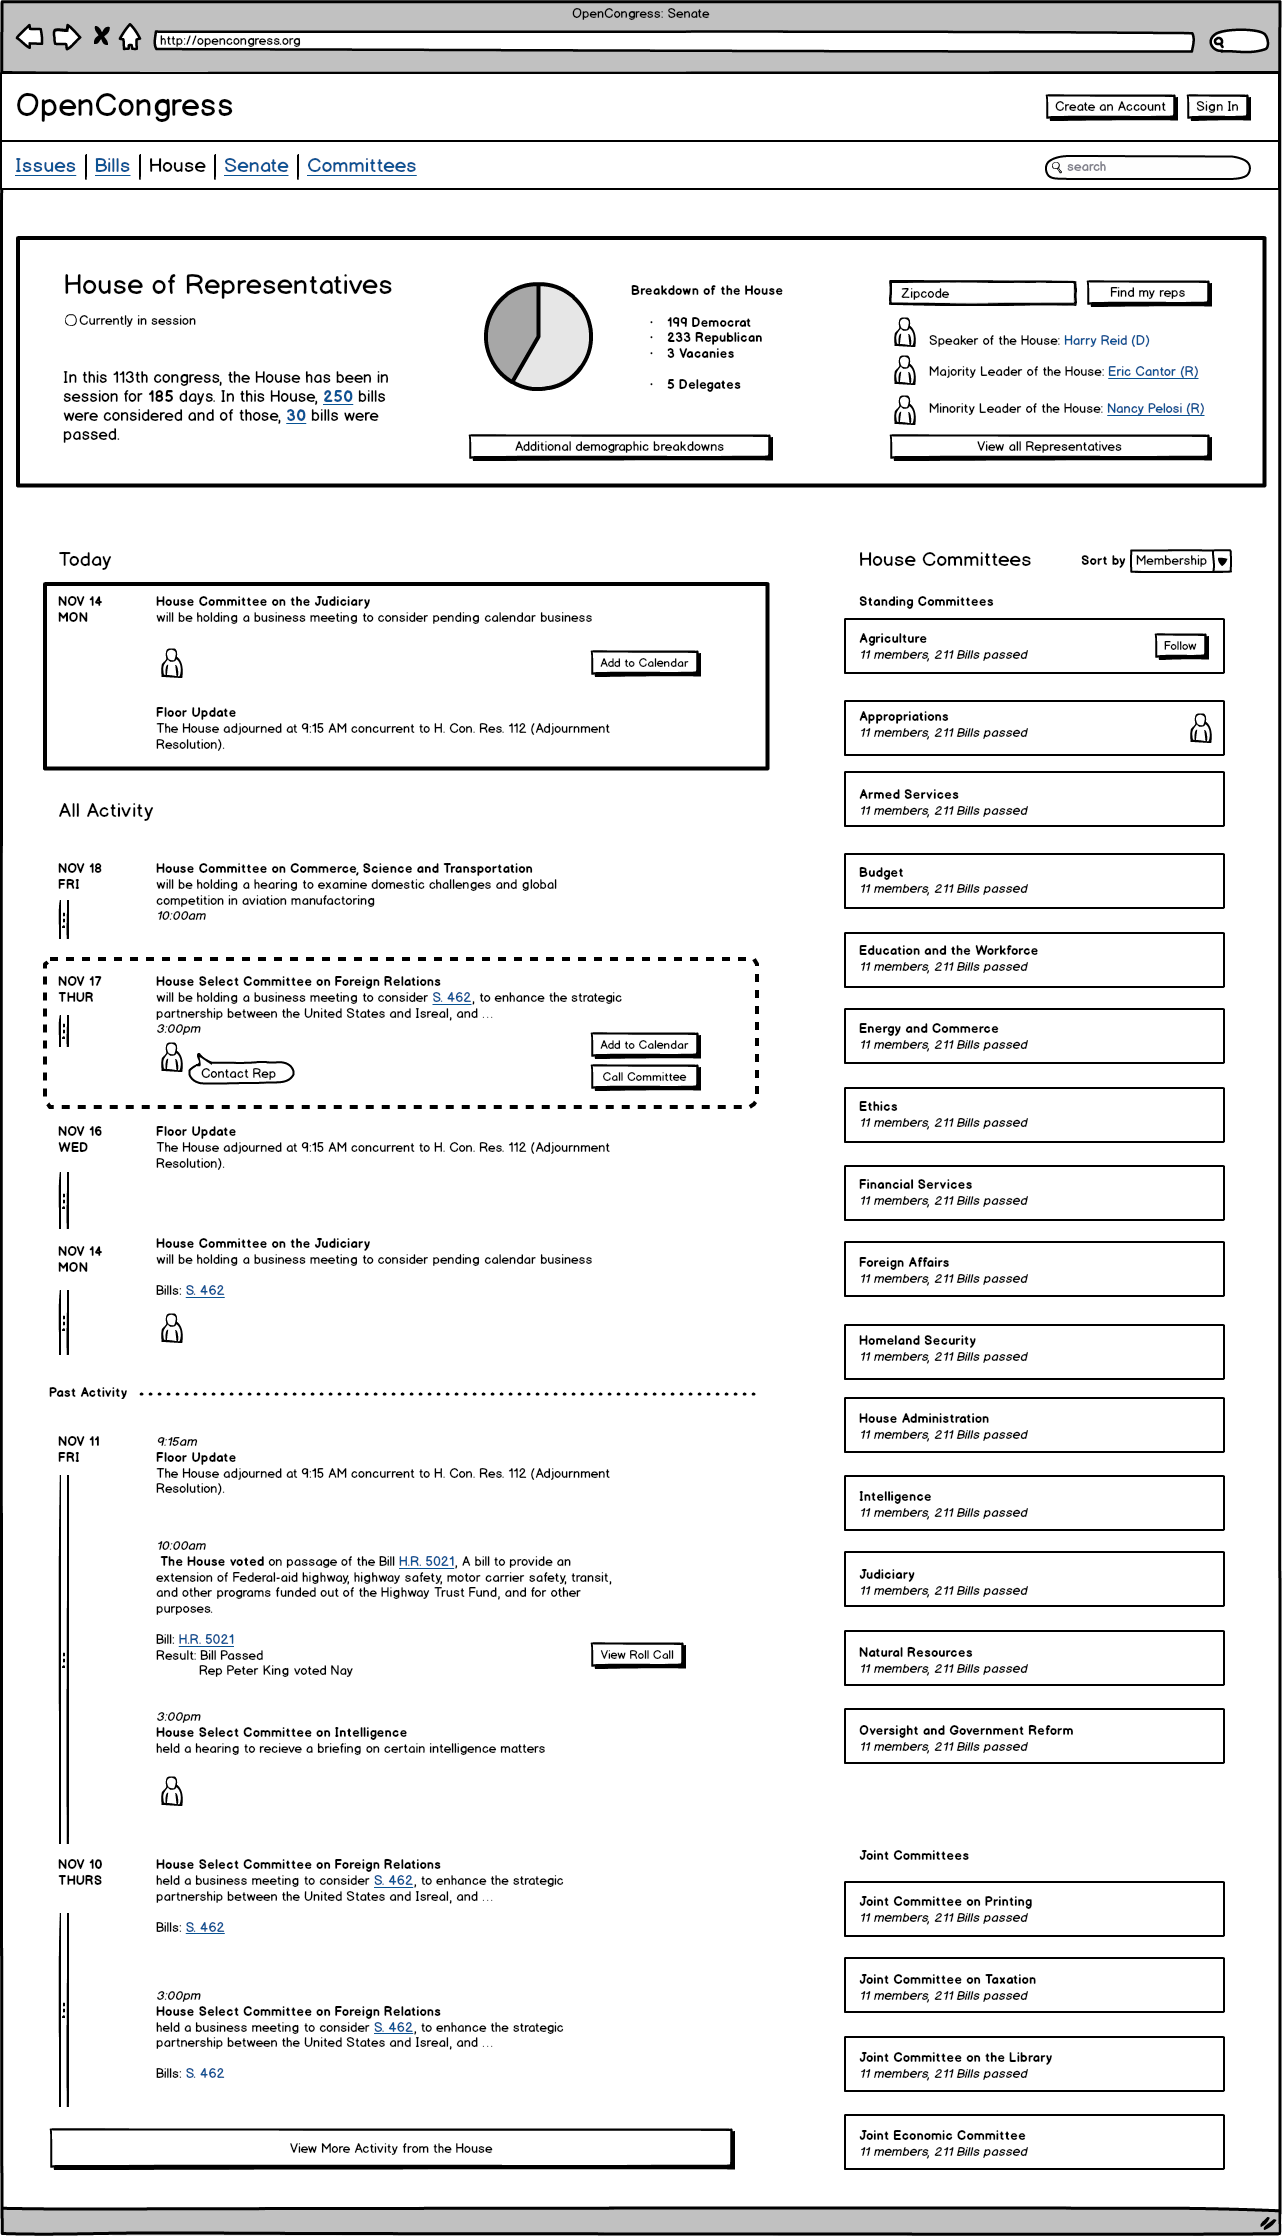 OpenCongress: Senate
http://opencongress.org
OpenCongress
Create an Account
Sign In
Issues
Bills
House
Senate
Committees
search
House of Representatives
Currently in session
In this 113th congress, the House has been in
session for 185 days. In this House, 250 bills
were considered and of those, 30 bills were
passed.
Breakdown of the House
· 199 Democrat
· 233 Republican
· 3 Vacanies
· 5 Delegates
Additional demographic breakdowns
Zipcode
Find my reps
Speaker of the House: Harry Reid (D)
Majority Leader of the House: Eric Cantor (R)
Minority Leader of the House: Nancy Pelosi (R)
View all Representatives
Today
NOV 14
MON
House Committee on the Judiciary
will be holding a business meeting to consider pending calendar business
Add to Calendar
Floor Update
The House adjourned at 9:15 AM concurrent to H. Con. Res. 112 (Adjournment
Resolution).
All Activity
NOV 18
FRI
House Committee on Commerce, Science and Transportation
will be holding a hearing to examine domestic challenges and global
competition in aviation manufactoring
10:00am
NOV 17
THUR
House Select Committee on Foreign Relations
will be holding a business meeting to consider S. 462, to enhance the strategic
partnership between the United States and Isreal, and ...
3:00pm
Contact Rep
Add to Calendar
Call Committee
NOV 16
WED
Floor Update
The House adjourned at 9:15 AM concurrent to H. Con. Res. 112 (Adjournment
Resolution).
NOV 14
MON
House Committee on the Judiciary
will be holding a business meeting to consider pending calendar business
Bills: S. 462
Past Activity
NOV 11
FRI
9:15am
Floor Update
The House adjourned at 9:15 AM concurrent to H. Con. Res. 112 (Adjournment
Resolution).
10:00am
The House voted on passage of the Bill H.R. 5021, A bill to provide an
extension of Federal-aid highway, highway safety, motor carrier safety, transit,
and other programs funded out of the Highway Trust Fund, and for other
purposes.
Bill: H.R. 5021
Result: Bill Passed
Rep Peter King voted Nay
View Roll Call
3:00pm
House Select Committee on Intelligence
held a hearing to recieve a briefing on certain intelligence matters
NOV 10
THURS
House Select Committee on Foreign Relations
held a business meeting to consider S. 462, to enhance the strategic
partnership between the United States and Isreal, and ...
Bills: S. 462
3:00pm
House Select Committee on Foreign Relations
held a business meeting to consider S. 462, to enhance the strategic
partnership between the United States and Isreal, and ...
Bills: S. 462
View More Activity from the House
House Committees
Sort by
Membership
Standing Committees
Agriculture
11 members, 211 Bills passed
Follow
Appropriations
11 members, 211 Bills passed
Armed Services
11 members, 211 Bills passed
Budget
11 members, 211 Bills passed
Education and the Workforce
11 members, 211 Bills passed
Energy and Commerce
11 members, 211 Bills passed
Ethics
11 members, 211 Bills passed
Financial Services
11 members, 211 Bills passed
Foreign Affairs
11 members, 211 Bills passed
Homeland Security
11 members, 211 Bills passed
House Administration
11 members, 211 Bills passed
Intelligence
11 members, 211 Bills passed
Judiciary
11 members, 211 Bills passed
Natural Resources
11 members, 211 Bills passed
Oversight and Government Reform
11 members, 211 Bills passed
Joint Committees
Joint Committee on Printing
11 members, 211 Bills passed
Joint Committee on Taxation
11 members, 211 Bills passed
Joint Committee on the Library
11 members, 211 Bills passed
Joint Economic Committee
11 members, 211 Bills passed